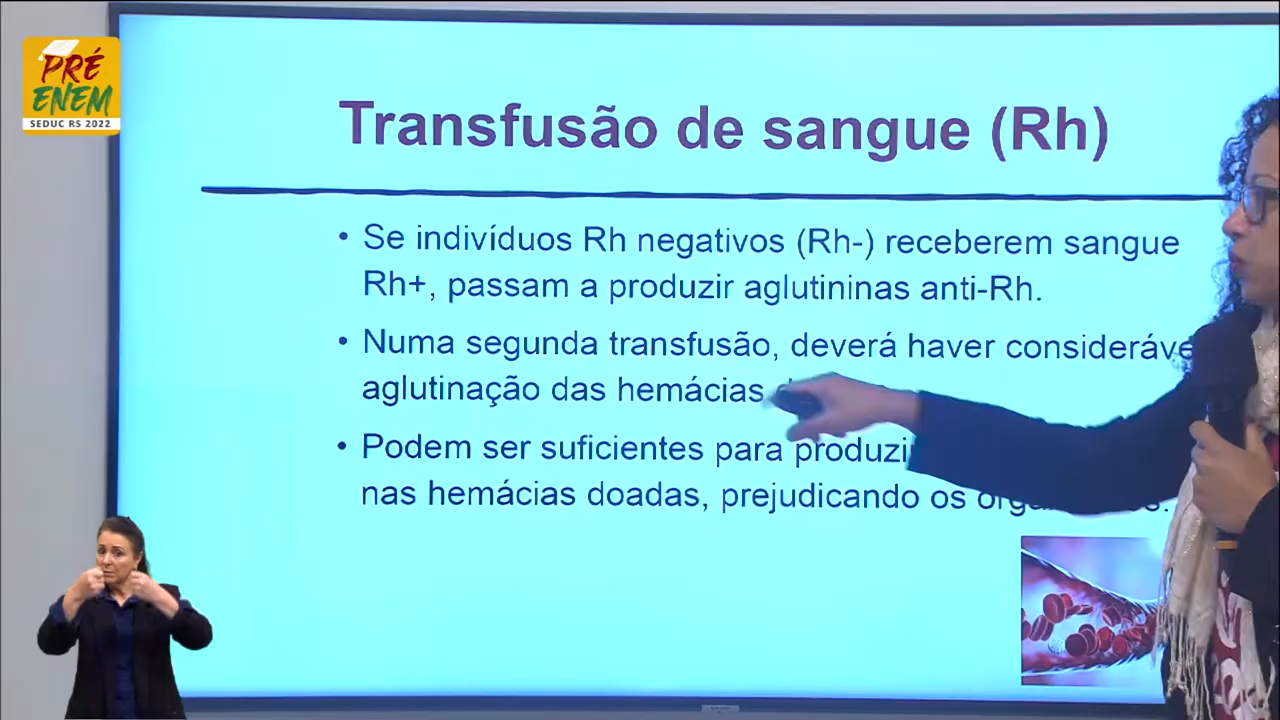 PRÉ
ENEM
SEDUC RS 2022
Transfusão de sangue (Rh)
• Se indivíduos Rh negativos (Rh-) receberem sangue
Rh+, passam a produzir aglutininas anti-Rh.
• Numa segunda transfusão, deverá haver consideráve
aglutinação das hemácias
• Podem ser suficientes para produzi
nas hemácias doadas, prejudicando os